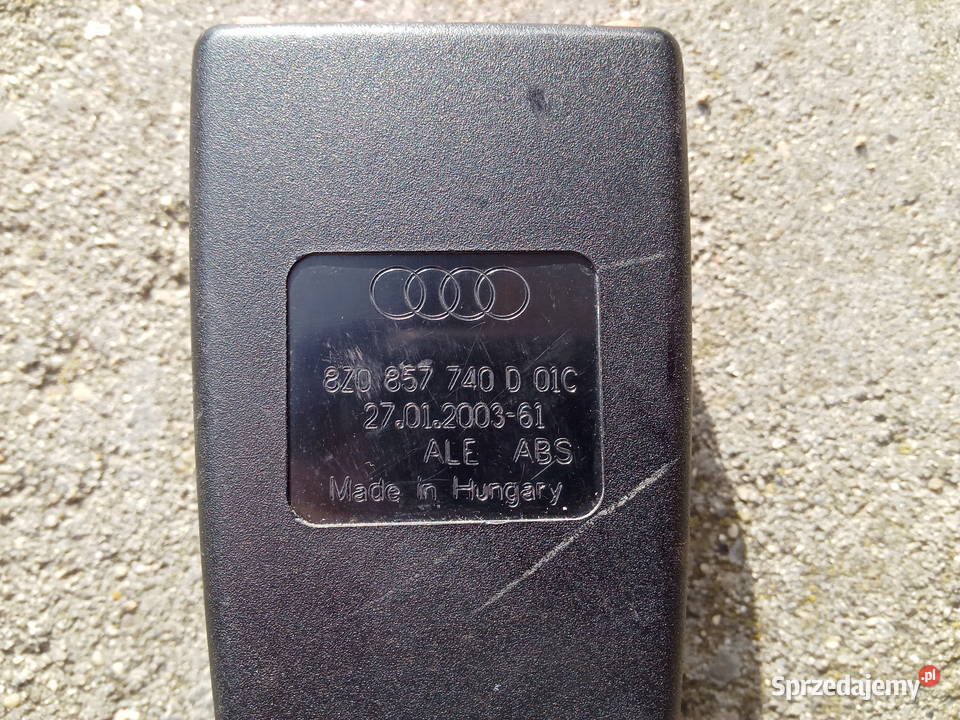 8Z0 857 740 D 01C
27.01.2003-61
ALE ABS
Made in Hungary
Sprzedajemy.pl